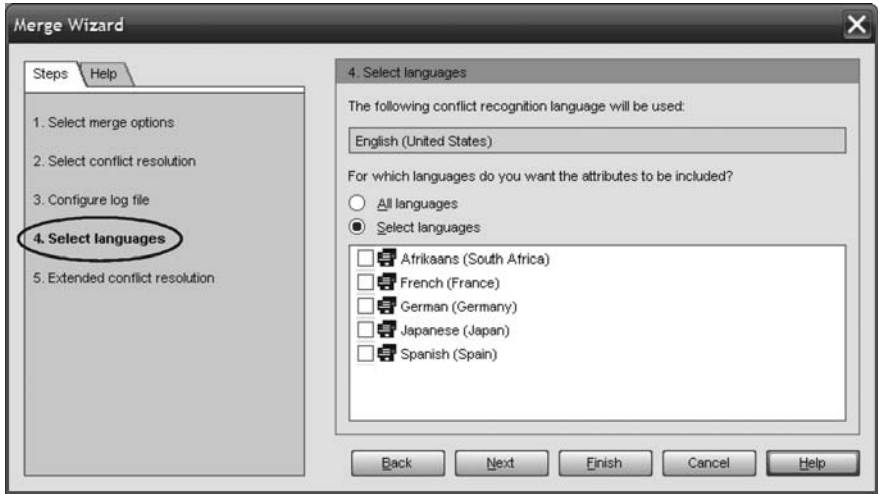 Merge Wizard
Steps
Help
1. Select merge options
2. Select conflict resolution
3. Configure log file
4. Select languages
5. Extended conflict resolution
4. Select languages
The following conflict recognition language will be used:
English (United States)
For which languages do you want the attributes to be included?
All languages
Select languages
Afrikaans (South Africa)
French (France)
German (Germany)
Japanese (Japan)
Spanish (Spain)
Back
Next
Finish
Cancel
Help